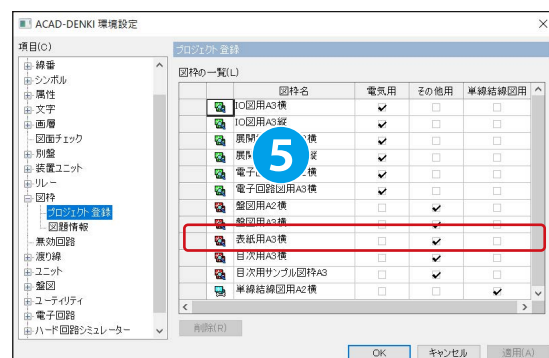 ACAD-DENKI 環境設定
項目(C)
線番
シンボル
属性
文字
画層
図面チェック
別盤
装置ユニット
リレー
図枠
プロジェクト登録
図題情報
無効回路
渡り線
ユニット
盤図
ユーティリティ
電子回路
ハード回路シミュレーター
プロジェクト登録
図枠の一覧(L)
図枠名 電気用 その他用 単線結線図用
IO図用A3横
IO図用A3縦
展開 横
展開
電子
電子回路図用A3横
盤図用A2横
盤図用A3横
表紙用A3横
目次用A3横
目次用サンプル図枠A3
単線結線図用A2横
5
削除(R)
OK キャンセル 適用(A)